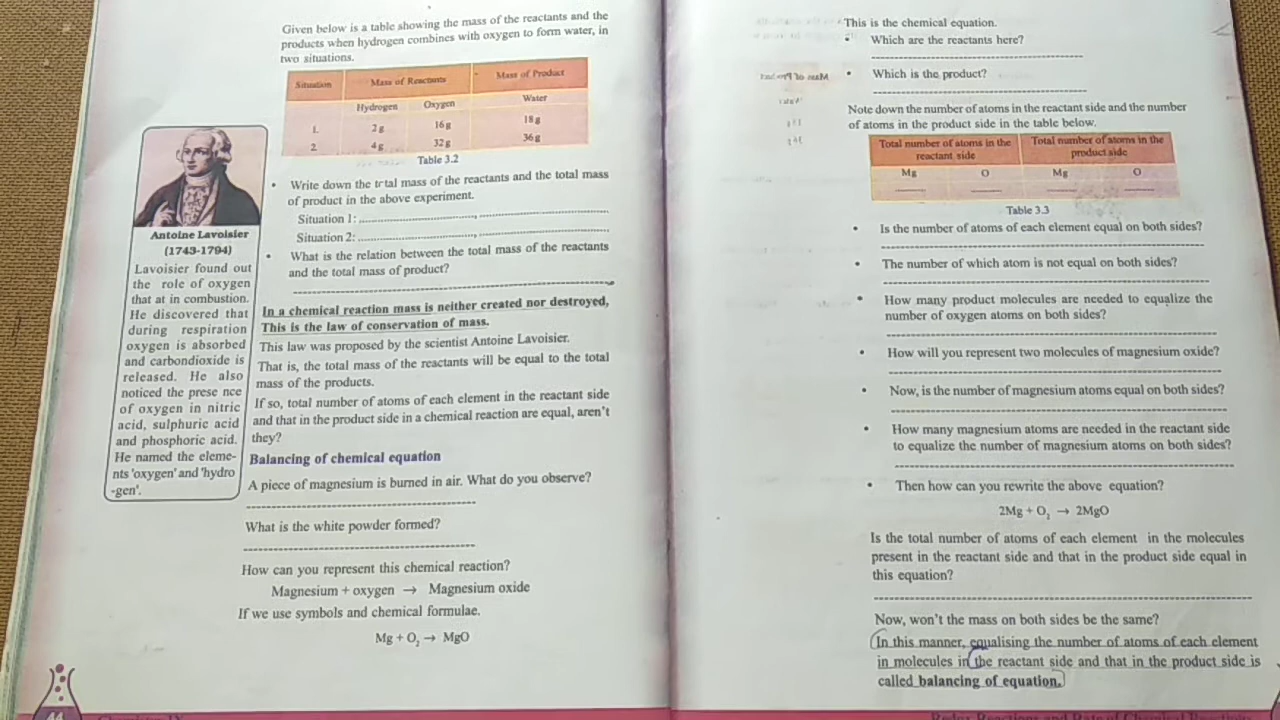 Given below is a table showing the mass of the reactants and the
products when hydrogen combines with oxygen to form water, in
two situations.
Situation Mass of Reactants Mass of Product
Hydrogen Oxygen Water
1. 2g 16g 18g
2. 4g 32g 36g
Table 3.2
• Write down the total mass of the reactants and the total mass
of product in the above experiment.
Situation 1: ................................, ................................
Situation 2: ................................, ................................
• What is the relation between the total mass of the reactants
and the total mass of product?
In a chemical reaction mass is neither created nor destroyed,
This is the law of conservation of mass.
This law was proposed by the scientist Antoine Lavoisier.
That is, the total mass of the reactants will be equal to the total
mass of the products.
If so, total number of atoms of each element in the reactant side
and that in the product side in a chemical reaction are equal, aren't
they?
Antoine Lavoisier
(1743-1794)
Lavoisier found out
the role of oxygen
that at in combustion.
He discovered that
during respiration
oxygen is absorbed
and carbondioxide is
released. He also
noticed the prese nce
of oxygen in nitric
acid, sulphuric acid
and phosphoric acid.
He named the eleme-
nts 'oxygen' and 'hydro
-gen'.
Balancing of chemical equation
A piece of magnesium is burned in air. What do you observe?
What is the white powder formed?
How can you represent this chemical reaction?
Magnesium + oxygen → Magnesium oxide
If we use symbols and chemical formulae.
Mg + O₂ → MgO
44 Chemistry IX
This is the chemical equation.
• Which are the reactants here?
• Which is the product?
Note down the number of atoms in the reactant side and the number
of atoms in the product side in the table below.
Total number of atoms in the reactant side Total number of atoms in the product side
Mg O Mg O
Table 3.3
• Is the number of atoms of each element equal on both sides?
• The number of which atom is not equal on both sides?
• How many product molecules are needed to equalize the
number of oxygen atoms on both sides?
• How will you represent two molecules of magnesium oxide?
• Now, is the number of magnesium atoms equal on both sides?
• How many magnesium atoms are needed in the reactant side
to equalize the number of magnesium atoms on both sides?
• Then how can you rewrite the above equation?
2Mg + O₂ → 2MgO
Is the total number of atoms of each element in the molecules
present in the reactant side and that in the product side equal in
this equation?
Now, won't the mass on both sides be the same?
In this manner, equalising the number of atoms of each element
in molecules in the reactant side and that in the product side is
called balancing of equation.
Redox Reactions and Rate of Chemical Reactions